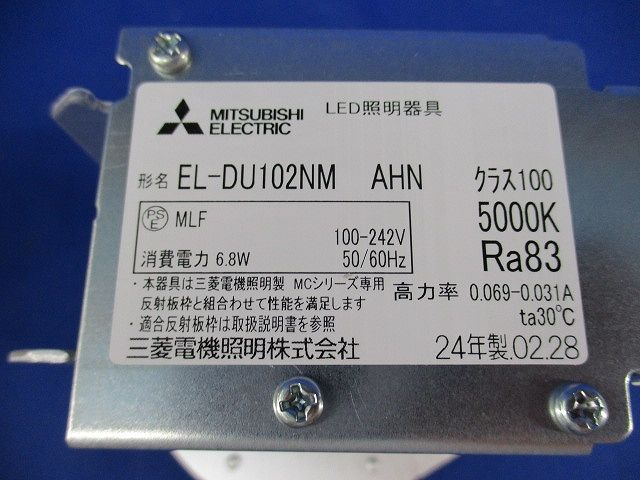 MITSUBISHI ELECTRIC LED照明器具
形名 EL-DU102NM AHN クラス100
PSE MLF 5000K
100-242V
消費電力 6.8W 50/60Hz Ra83
・本器具は三菱電機照明製 MCシリーズ専用
反射板枠と組合わせて性能を満足します
高力率 0.069-0.031A
・適合反射板枠は取扱説明書を参照 ta30℃
三菱電機照明株式会社 24年製.02.28